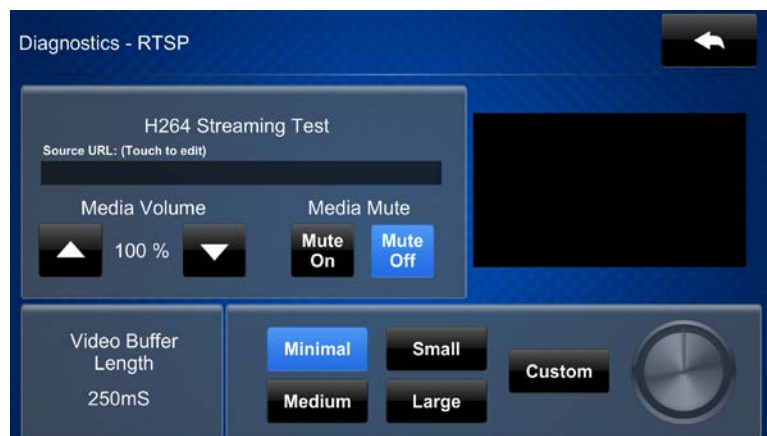 Diagnostics - RTSP
H264 Streaming Test
Source URL: (Touch to edit)
Media Volume
Media Mute
100 %
Mute
On
Mute
Off
Video Buffer
Length
250mS
Minimal
Small
Medium
Large
Custom